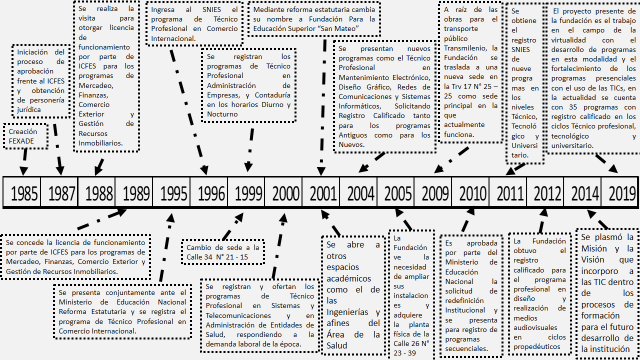 Creación
FEXADE
Iniciación del
proceso de
aprobación
frente al ICFES
y obtención
de personería
jurídica
Se realiza la
visita para
otorgar licencia
de
funcionamiento
por parte de
ICFES para los
programas de
Mercadeo,
Finanzas,
Comercio
Exterior y
Gestión de
Recursos
Inmobiliarios.
Ingresa al SNIES el
programa de Técnico
Profesional en Comercio
Internacional.
Se registran los
programas de Técnico
Profesional en
Administración de
Empresas, y Contaduría
en los horarios Diurno y
Nocturno
Mediante reforma estatutaria cambia
su nombre a Fundación Para la
Educación Superior "San Mateo"
Se presentan nuevos
programas como el Técnico
Profesional en
Mantenimiento Electrónico,
Diseño Gráfico, Redes de
Comunicaciones y Sistemas
Informáticos, Solicitando
Registro Calificado tanto
para los programas
Antiguos como para los
Nuevos.
A raíz de las
obras para el
transporte
público
Transmilenio, la
Fundación se
traslada a una
nueva sede en
la Trv 17 N° 25 –
25 como sede
principal en la
que
actualmente
funciona.
Se
obtiene
el
registro
SNIES
de
nuevos
progra
mas en
los
niveles
Técnico,
Tecnoló
gico y
Universi
tario.
El proyecto presente de
la fundación es el trabajo
en el campo de la
virtualidad con el
desarrollo de programas
en esta modalidad y el
fortalecimiento de los
programas presenciales
con el uso de las TICs, en
la actualidad se cuenta
con 35 programas con
registro calificado en los
ciclos Técnico profesional,
tecnológico y
universitario.
1985 1987 1988 1989 1995 1996 1999 2000 2001 2004 2005 2009 2010 2011 2012 2014 2019
Se concede la licencia de funcionamiento
por parte de ICFES para los programas de
Mercadeo, Finanzas, Comercio Exterior y
Gestión de Recursos Inmobiliarios.
Se presenta conjuntamente ante el
Ministerio de Educación Nacional
Reforma Estatutaria y se registra el
programa de Técnico Profesional en
Comercio Internacional.
Cambio de sede a la
Calle 34 N° 21 - 15
Se registran y ofertan los
programas de Técnico
Profesional en Sistemas y
Telecomunicaciones y en
Administración de Entidades de
Salud, respondiendo a la
demanda laboral de la época.
Se abre a
otros
espacios
académicos
como el de
las
Ingenierías y
afines del
Área de la
Salud
La
Fundación
ve la
necesidad
de ampliar
sus
instalacion
es y
adquiere
la planta
física de la
Calle 26 N°
23 - 39
Es aprobada
por parte del
Ministerio de
Educación
Nacional la
solicitud de
redefinición
Institucional y
se presenta
para registro de
programas
secuenciales.
La Fundación
obtuvo el
registro
calificado para
el programa
profesional en
diseño y
realización de
medios
audiovisuales
en ciclos
propedéuticos
Se plasmó la
Misión y la
Visión que
incorporo a
las TIC dentro
de los
procesos de
formación
para el futuro
desarrollo de
la institución